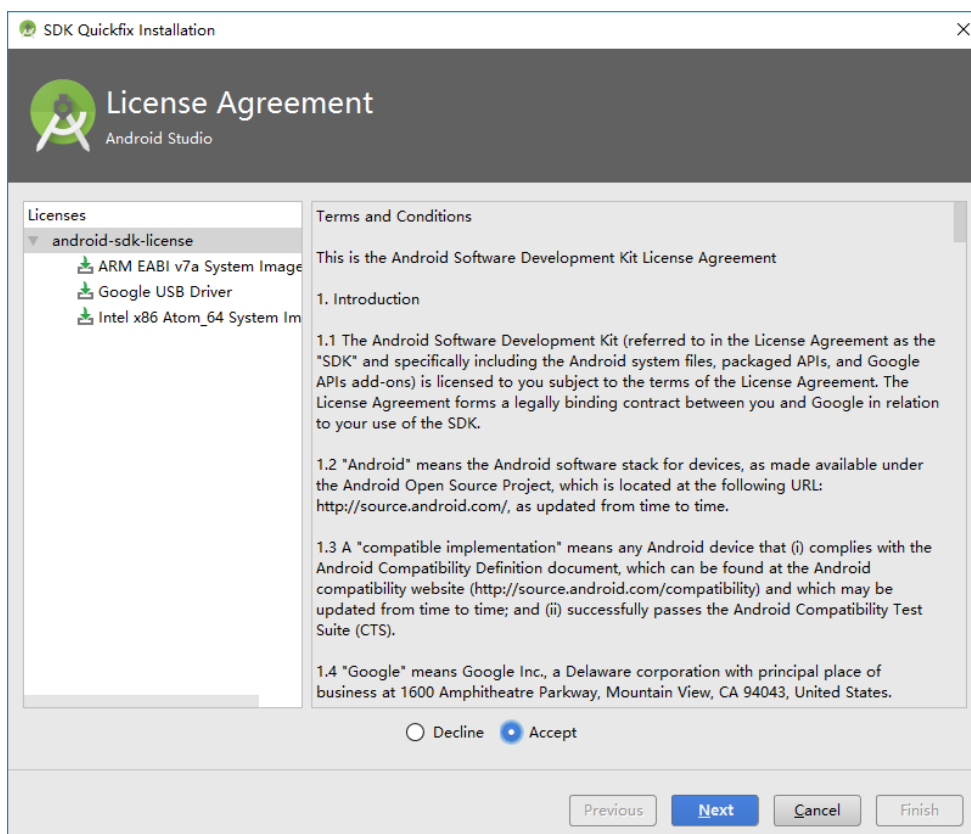 SDK Quickfix Installation
License Agreement
Android Studio
Licenses
android-sdk-license
ARM EABI v7a System Image
Google USB Driver
Intel x86 Atom_64 System Im
Terms and Conditions
This is the Android Software Development Kit License Agreement
1. Introduction
1.1 The Android Software Development Kit (referred to in the License Agreement as the
"SDK" and specifically including the Android system files, packaged APIs, and Google
APIs add-ons) is licensed to you subject to the terms of the License Agreement. The
License Agreement forms a legally binding contract between you and Google in relation
to your use of the SDK.
1.2 "Android" means the Android software stack for devices, as made available under
the Android Open Source Project, which is located at the following URL:
http://source.android.com/, as updated from time to time.
1.3 A "compatible implementation" means any Android device that (i) complies with the
Android Compatibility Definition document, which can be found at the Android
compatibility website (http://source.android.com/compatibility) and which may be
updated from time to time; and (ii) successfully passes the Android Compatibility Test
Suite (CTS).
1.4 "Google" means Google Inc., a Delaware corporation with principal place of
business at 1600 Amphitheatre Parkway, Mountain View, CA 94043, United States.
Decline Accept
Previous Next Cancel Finish